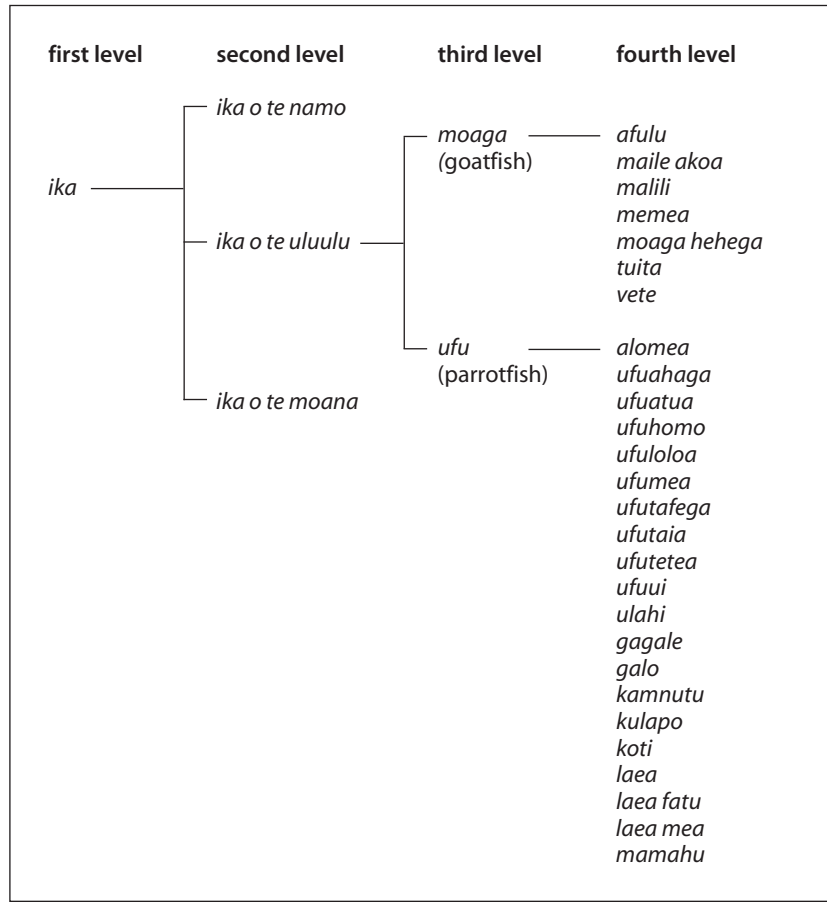 first level second level third level fourth level
ika o te namo
moaga afulu
(goatfish) maile akoa
ika malili
memea
ika o te uluulu moaga hehega
tuita
vete
ufu alomea
(parrotfish) ufuahaga
ika o te moana ufuatua
ufuhomo
ufuloloa
ufumea
ufutafega
ufutaia
ufutetea
ufuui
ulahi
gagale
galo
kamnutu
kulapo
koti
laea
laea fatu
laea mea
mamahu